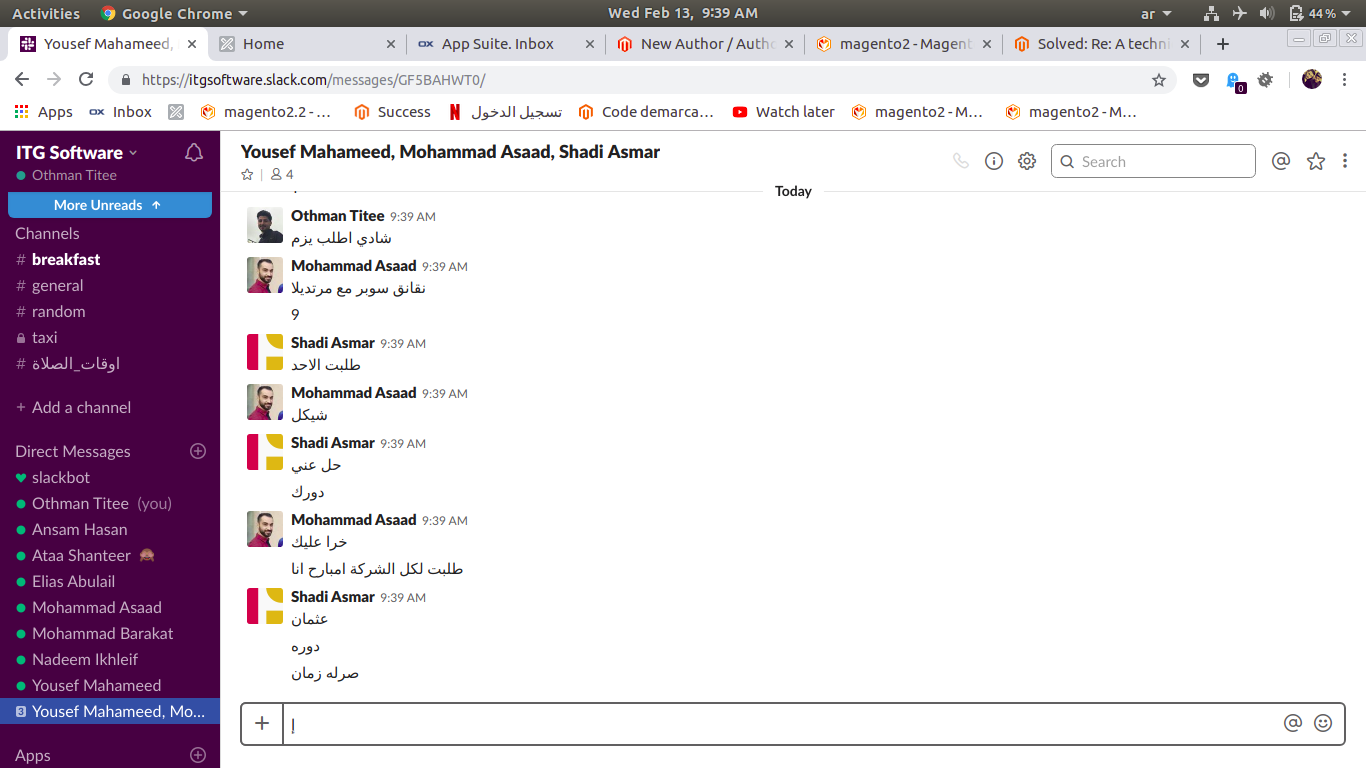 Activities Google Chrome Wed Feb 13, 9:39 AM ar 44%
Yousef Mahameed, Home App Suite. Inbox New Author / Autho magento2 - Magent Solved: Re: A techni
https://itgsoftware.slack.com/messages/GF5BAHWT0/ 0
Apps Inbox magento2.2 - ... Success تسجيل الدخول Code demarca... Watch later magento2 - M... magento2 - M...
ITG Software
Othman Titee
More Unreads
Channels
# breakfast
# general
# random
taxi
# اوقات_الصلاة
+ Add a channel
Direct Messages
slackbot
Othman Titee (you)
Ansam Hasan
Ataa Shanteer
Elias Abulail
Mohammad Asaad
Mohammad Barakat
Nadeem Ikhleif
Yousef Mahameed
3 Yousef Mahameed, Mo...
Apps
Yousef Mahameed, Mohammad Asaad, Shadi Asmar
4
Search
Today
Othman Titee 9:39 AM
شادي اطلب يزم
Mohammad Asaad 9:39 AM
نقانق سوبر مع مرتديلا
9
Shadi Asmar 9:39 AM
طلبت الاحد
Mohammad Asaad 9:39 AM
شيكل
Shadi Asmar 9:39 AM
حل عني
دورك
Mohammad Asaad 9:39 AM
خرا عليك
طلبت لكل الشركة امبارح انا
Shadi Asmar 9:39 AM
عثمان
دوره
صرله زمان